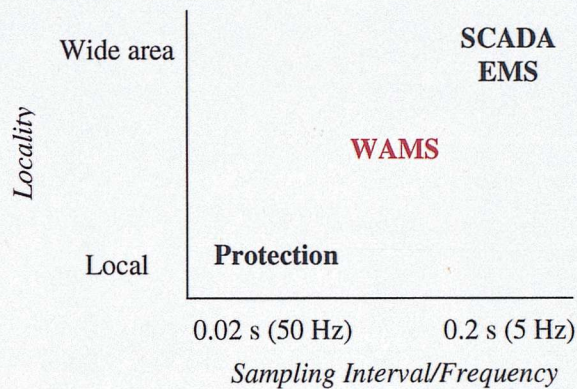 SCADA
EMS
Wide area
WAMS
Locality
Local
Protection
0.02 s (50 Hz)
0.2 s (5 Hz)
Sampling Interval/Frequency